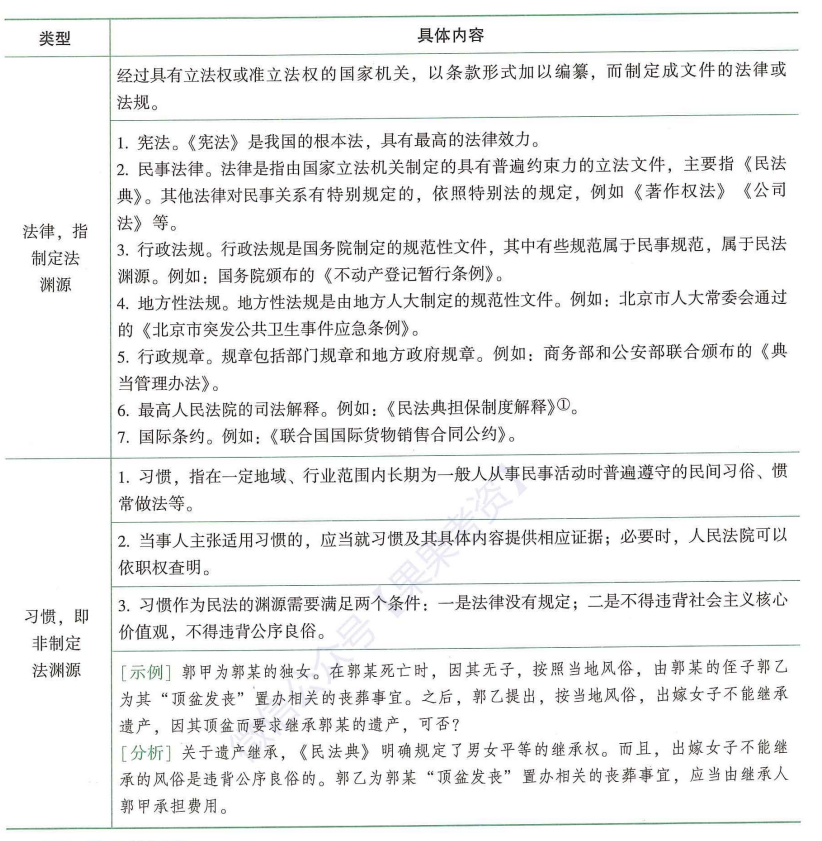 类型
具体内容
法律，指
制定法
渊源
经过具有立法权或准立法权的国家机关，以条款形式加以编纂，而制定成文件的法律或
法规。
1. 宪法。《宪法》是我国的根本法，具有最高的法律效力。
2. 民事法律。法律是指由国家立法机关制定的具有普遍约束力的立法文件，主要指《民法
典》。其他法律对民事关系有特别规定的，依照特别法的规定，例如《著作权法》《公司
法》等。
3. 行政法规。行政法规是国务院制定的规范性文件，其中有些规范属于民事规范，属于民法
渊源。例如：国务院颁布的《不动产登记暂行条例》。
4. 地方性法规。地方性法规是由地方人大制定的规范性文件。例如：北京市人大常委会通过
的《北京市突发公共卫生事件应急条例》。
5. 行政规章。规章包括部门规章和地方政府规章。例如：商务部和公安部联合颁布的《典
当管理办法》。
6. 最高人民法院的司法解释。例如：《民法典担保制度解释》①。
7. 国际条约。例如：《联合国国际货物销售合同公约》。
习惯，即
非制定
法渊源
1. 习惯，指在一定地域、行业范围内长期为一般人从事民事活动时普遍遵守的民间习俗、惯
常做法等。
2. 当事人主张适用习惯的，应当就习惯及其具体内容提供相应证据；必要时，人民法院可以
依职权查明。
3. 习惯作为民法的渊源需要满足两个条件：一是法律没有规定；二是不得违背社会主义核心
价值观，不得违背公序良俗。
［示例］郭甲为郭某的独女。在郭某死亡时，因其无子，按照当地风俗，由郭某的侄子郭乙
为其“顶盆发丧”置办相关的丧葬事宜。之后，郭乙提出，按当地风俗，出嫁女子不能继承
遗产，因其顶盆而要求继承郭某的遗产，可否？
［分析］关于遗产继承，《民法典》明确规定了男女平等的继承权。而且，出嫁女子不能继
承的风俗是违背公序良俗的。郭乙为郭某“顶盆发丧”置办相关的丧葬事宜，应当由继承人
郭甲承担费用。
微信公众号【果果考资】